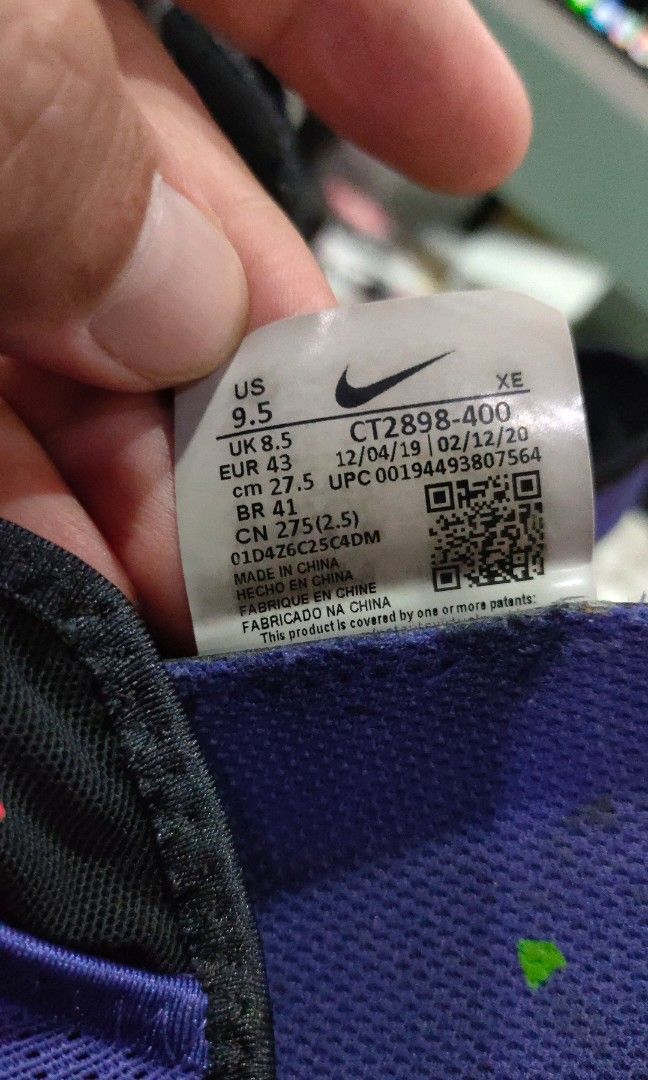 US XE
9.5
UK 8.5 CT2898-400
EUR 43 12/04/19 | 02/12/20
cm 27.5 UPC 00194493807564
BR 41
CN 275(2.5)
01D4Z6C25C4DM
MADE IN CHINA
HECHO EN CHINA
FABRIQUE EN CHINE
FABRICADO NA CHINA
This product is covered by one or more patents: